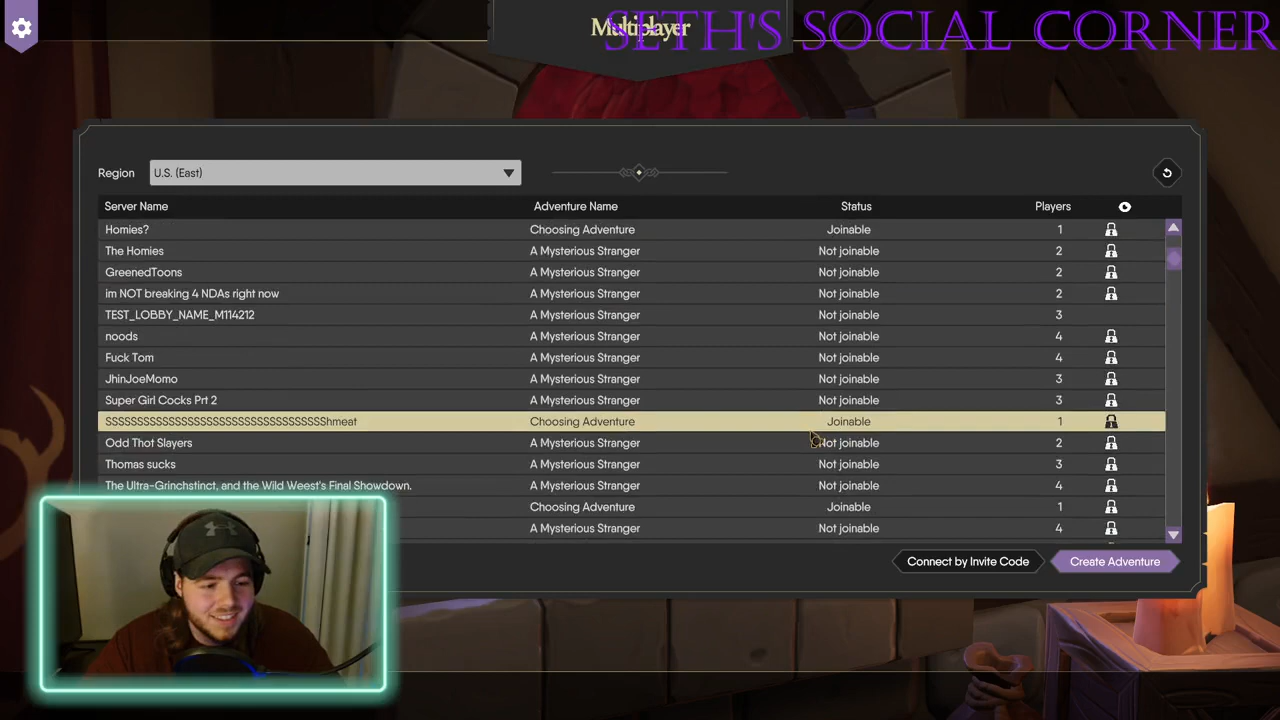 Multiplayer
SETH'S SOCIAL CORNER
Region U.S. (East)
Server Name Adventure Name Status Players
Homies? Choosing Adventure Joinable 1
The Homies A Mysterious Stranger Not joinable 2
GreenedToons A Mysterious Stranger Not joinable 2
im NOT breaking 4 NDAs right now A Mysterious Stranger Not joinable 2
TEST_LOBBY_NAME_M114212 A Mysterious Stranger Not joinable 3
noods A Mysterious Stranger Not joinable 4
Fuck Tom A Mysterious Stranger Not joinable 4
JhinJoeMomo A Mysterious Stranger Not joinable 3
Super Girl Cocks Prt 2 A Mysterious Stranger Not joinable 3
Choosing Adventure Joinable 1
Odd Thot Slayers A Mysterious Stranger Not joinable 2
Thomas sucks A Mysterious Stranger Not joinable 3
The Ultra-Grinchstinct, and the Wild Weest's Final Showdown. A Mysterious Stranger Not joinable 4
Choosing Adventure Joinable 1
A Mysterious Stranger Not joinable 4
Connect by Invite Code Create Adventure